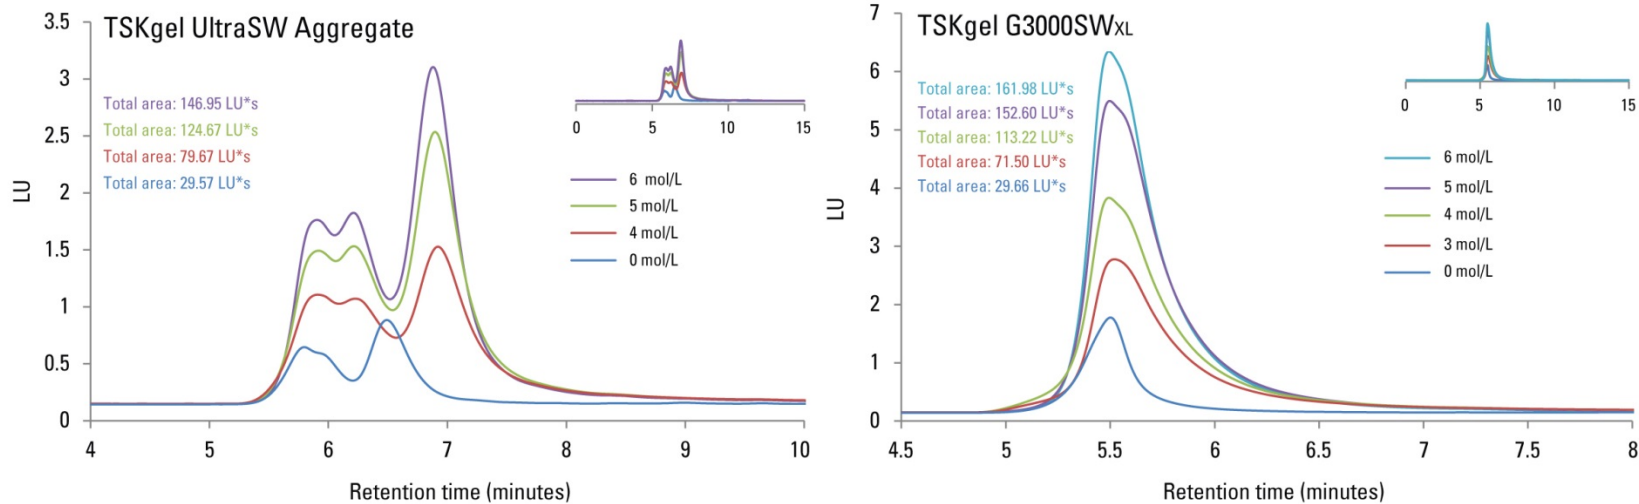 TSKgel UltraSW Aggregate
Total area: 146.95 LU*s
Total area: 124.67 LU*s
Total area: 79.67 LU*s
Total area: 29.57 LU*s
3.5
3
2.5
2
1.5
1
0.5
0
LU
4 5 6 7 8 9 10
Retention time (minutes)
0 5 10 15
6 mol/L
5 mol/L
4 mol/L
0 mol/L
TSKgel G3000SWXL
Total area: 161.98 LU*s
Total area: 152.60 LU*s
Total area: 113.22 LU*s
Total area: 71.50 LU*s
Total area: 29.66 LU*s
7
6
5
4
3
2
1
0
LU
4.5 5 5.5 6 6.5 7 7.5 8
Retention time (minutes)
0 5 10 15
6 mol/L
5 mol/L
4 mol/L
3 mol/L
0 mol/L